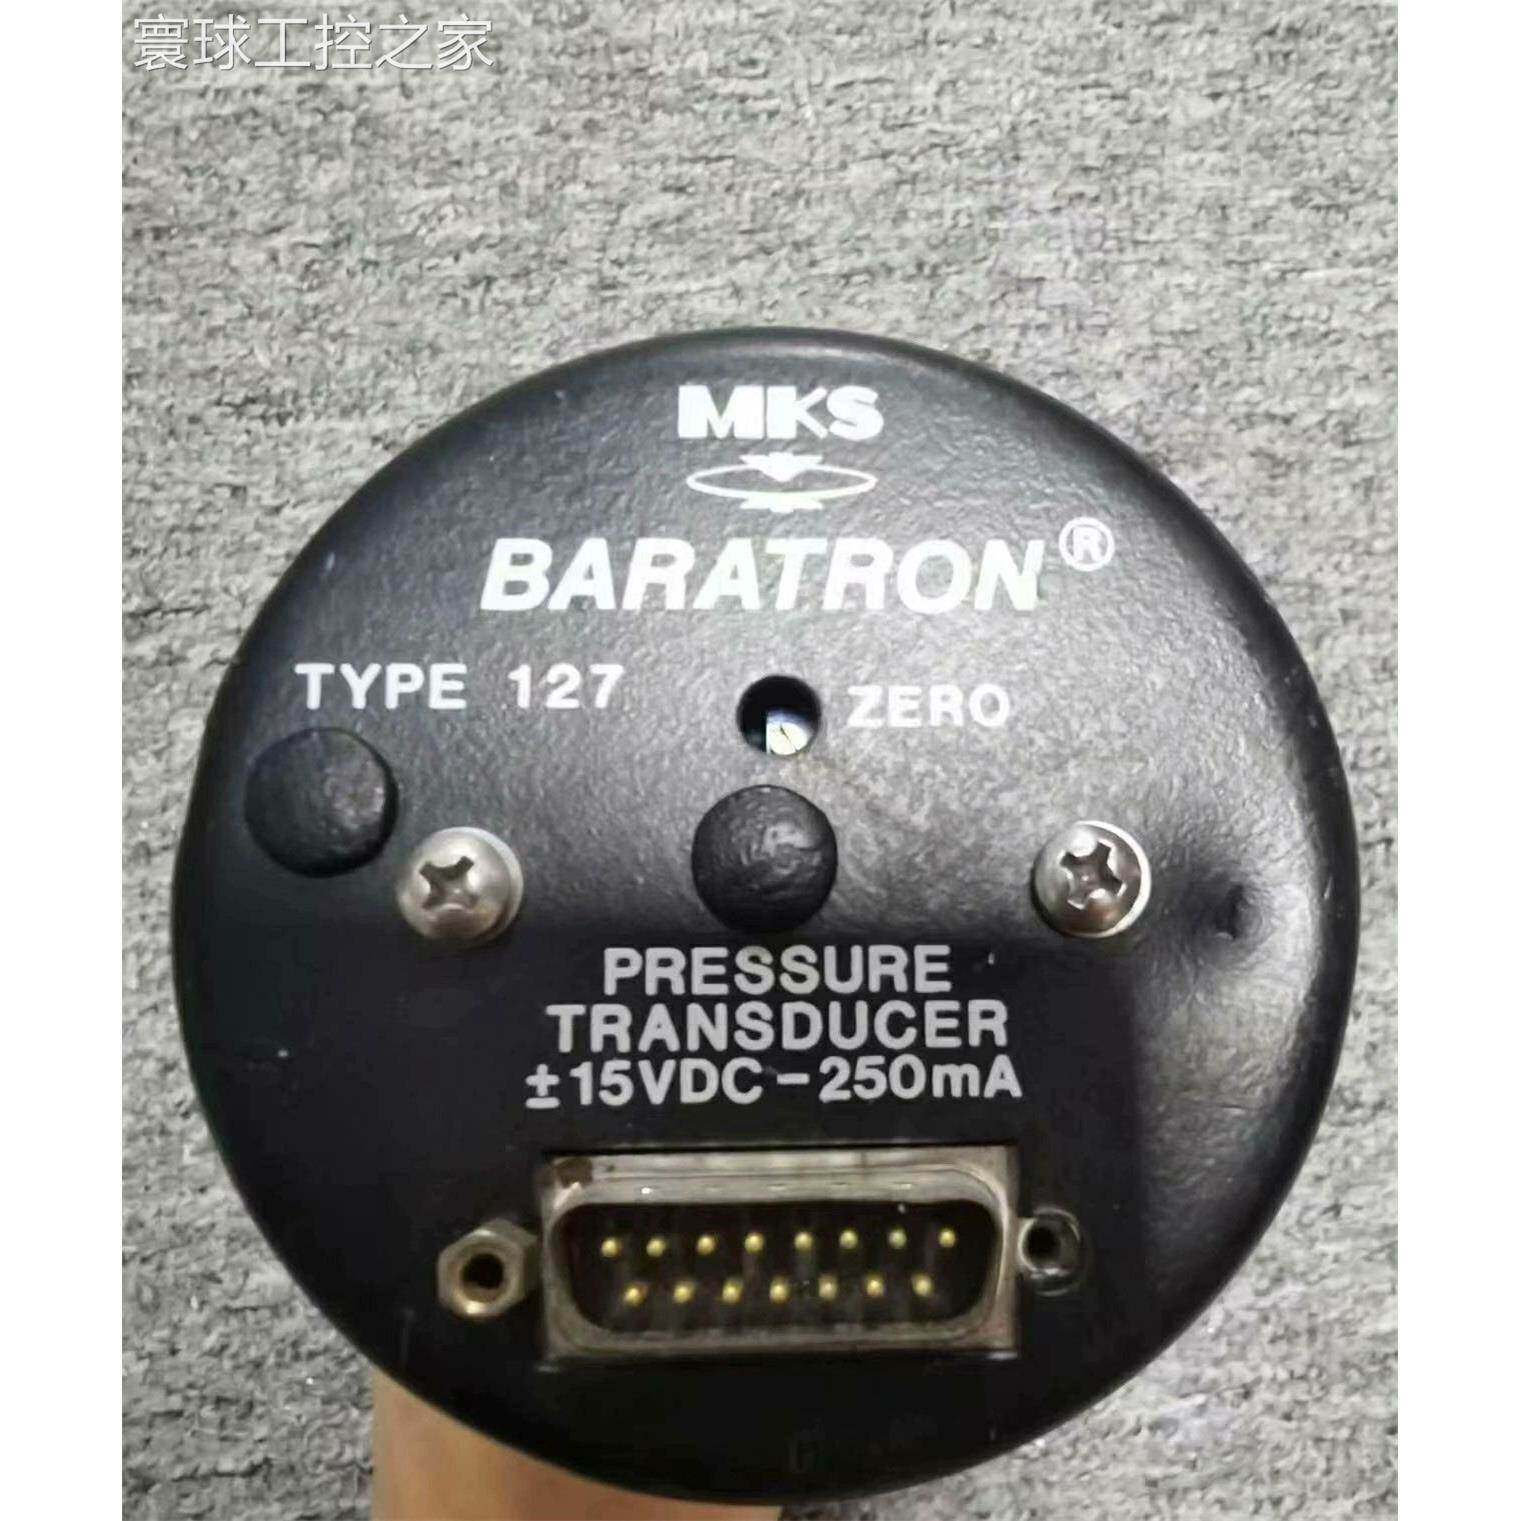 寰球工控之家
MKS
BARATRON®
TYPE 127
ZERO
PRESSURE
TRANSDUCER
±15VDC-250mA